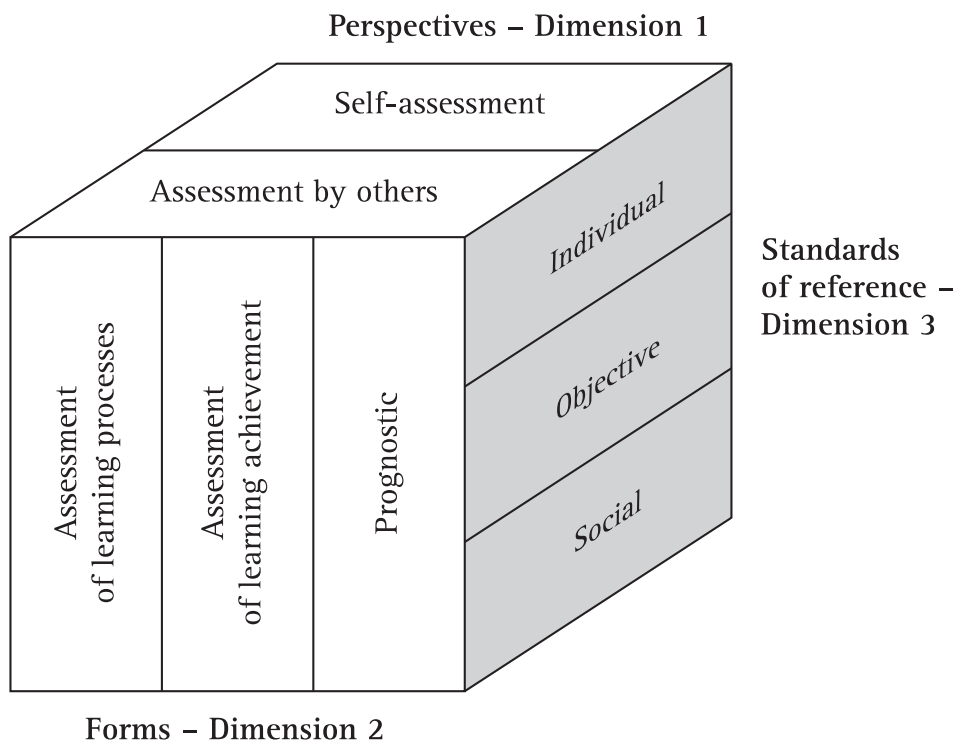 Perspectives – Dimension 1
Self-assessment
Assessment by others
Individual
Objective
Social
Standards
of reference –
Dimension 3
Assessment
of learning processes
Assessment
of learning achievement
Prognostic
Forms – Dimension 2